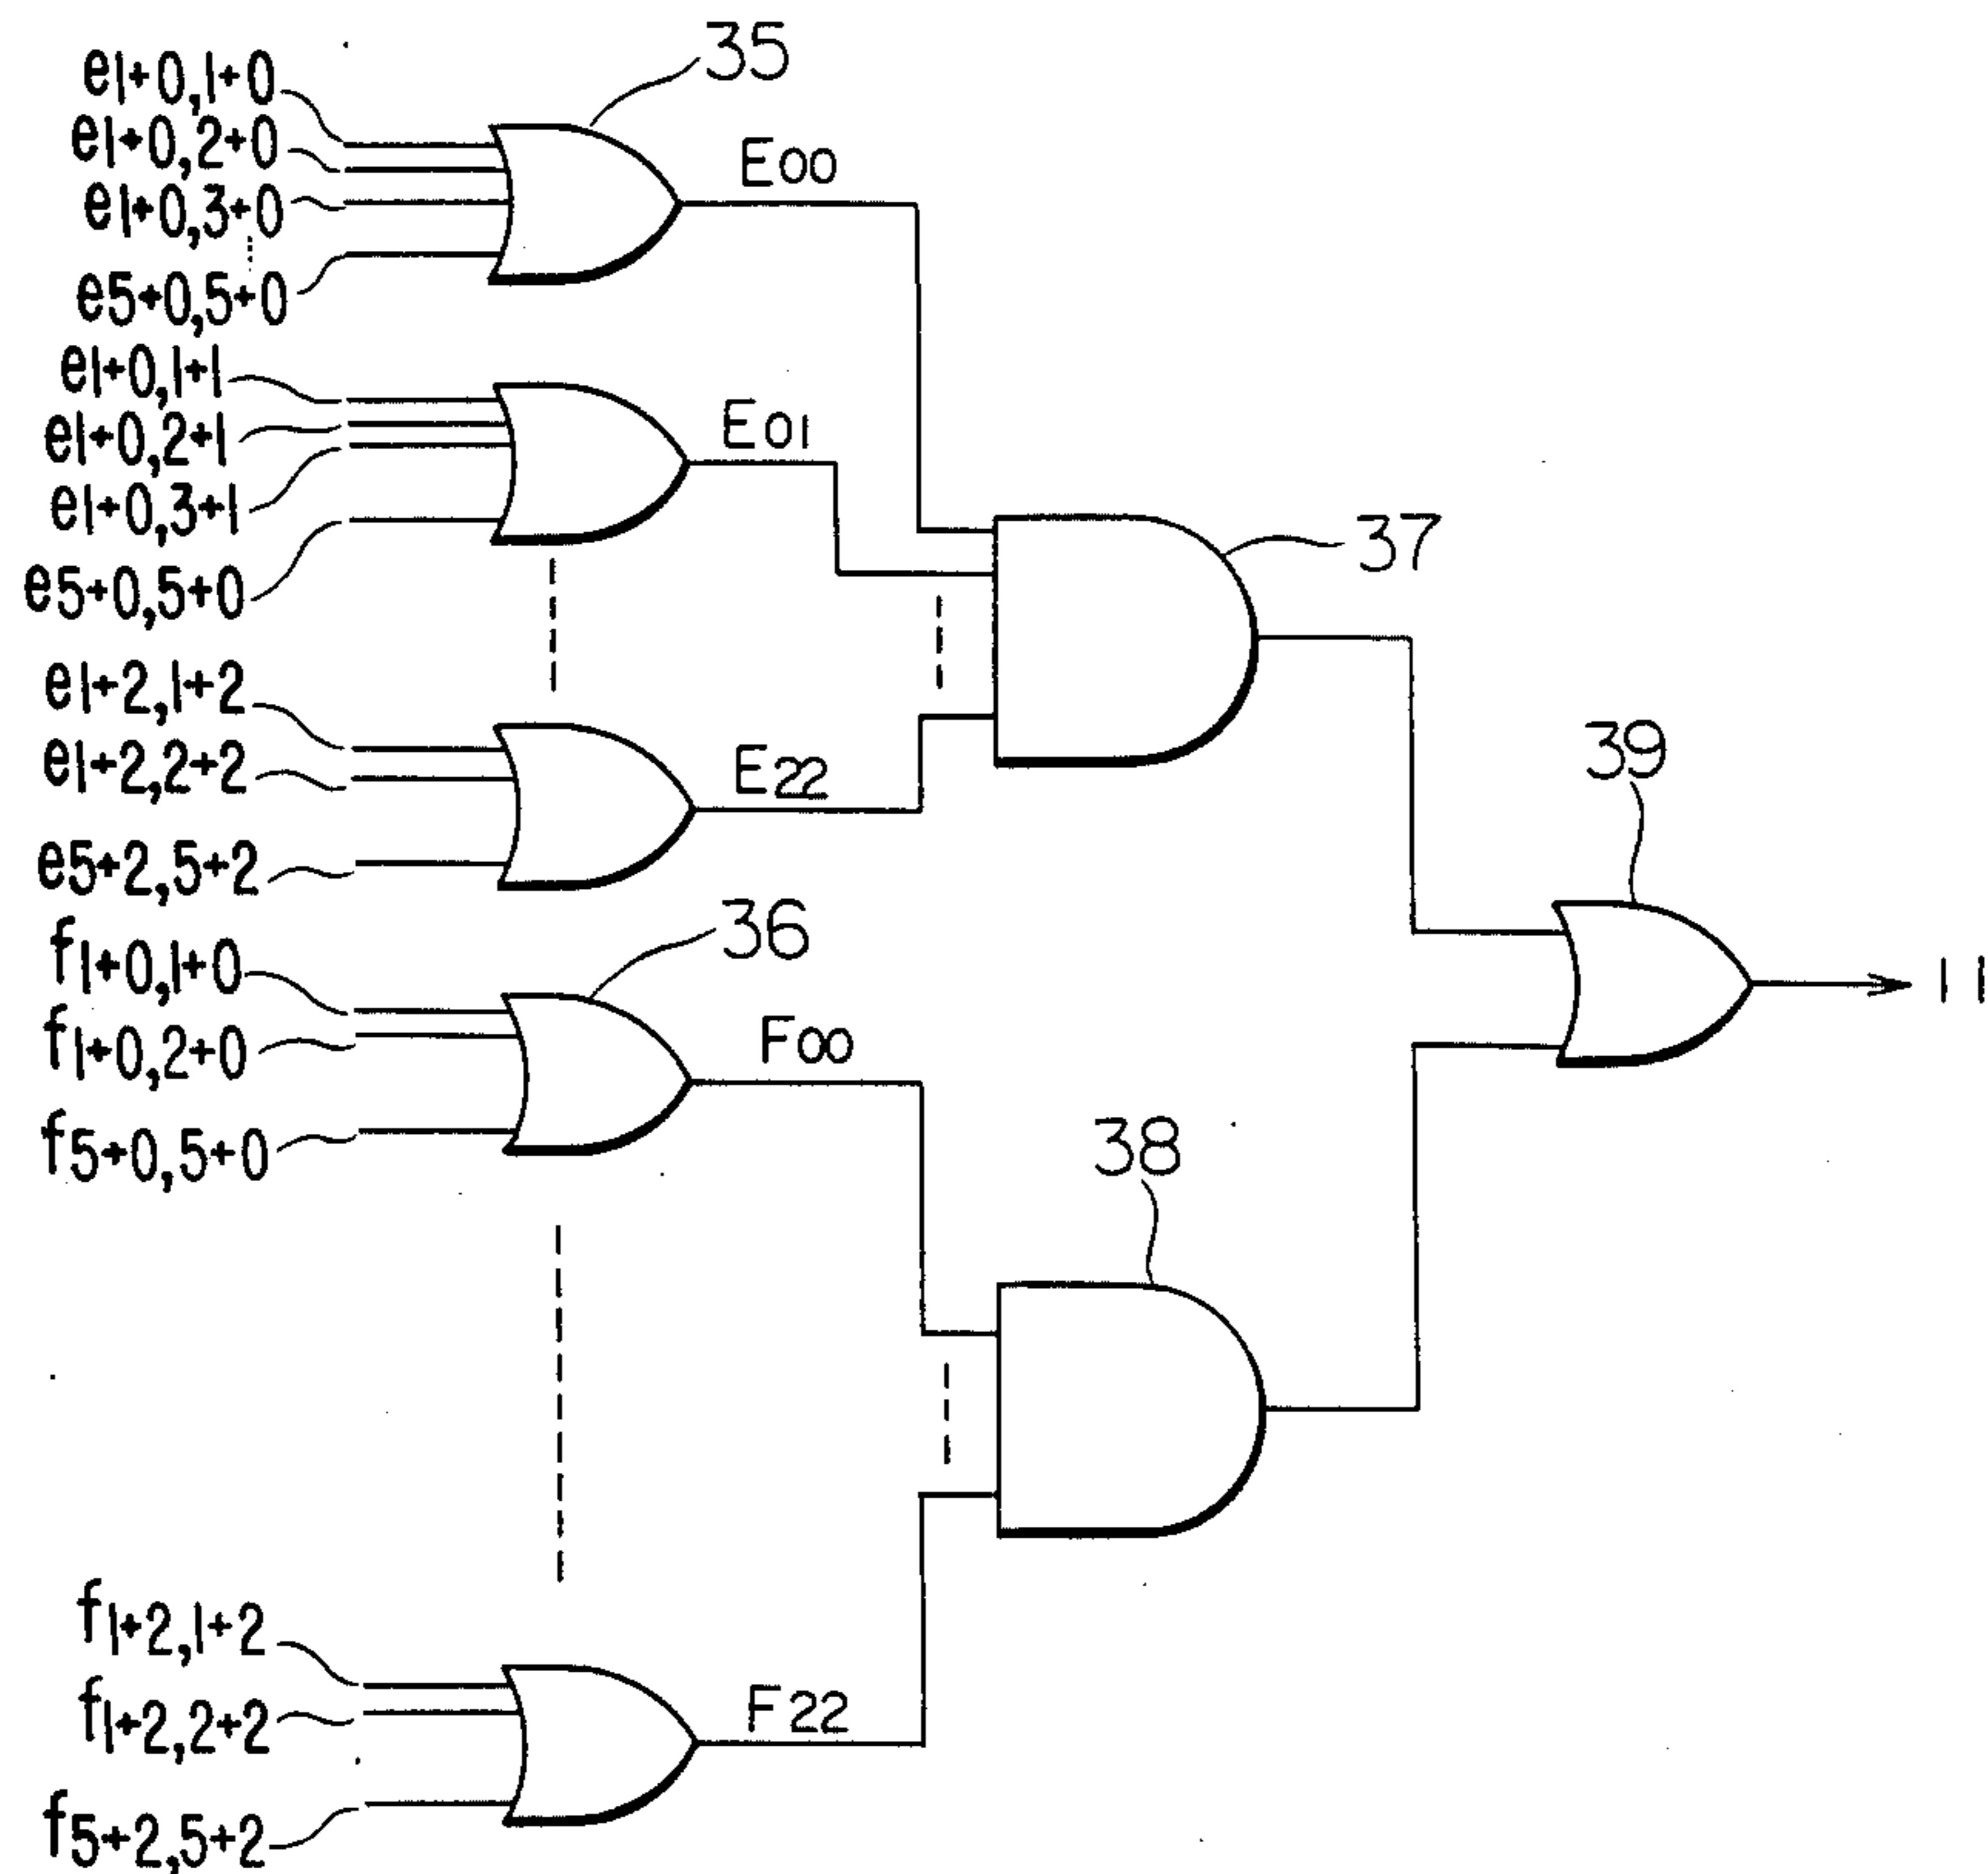 35
e1+0,1+0
e1+0,2+0
e1+0,3+0
e5+0,5+0
E00
e1+0,1+1
e1+0,2+1
e1+0,3+1
e5+0,5+0
E01
37
e1+2,1+2
e1+2,2+2
e5+2,5+2
E22
39
36
f1+0,1+0
f1+0,2+0
f5+0,5+0
F00
11
38
f1+2,1+2
f1+2,2+2
f5+2,5+2
F22